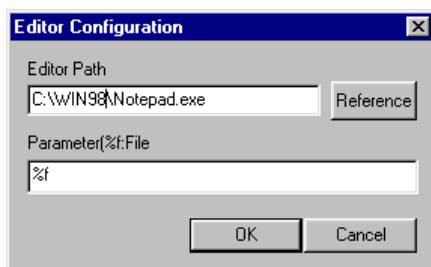 Editor Configuration
Editor Path
C:\WIN98\Notepad.exe
Reference
Parameter(%f:File
%f
OK
Cancel